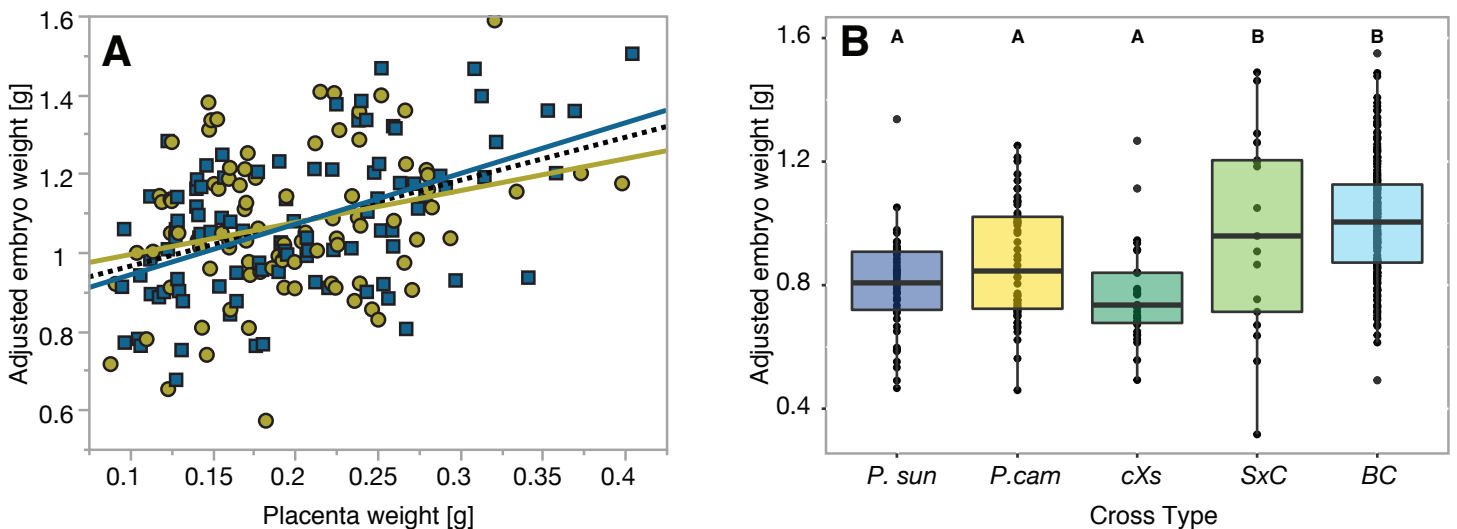 A
Adjusted embryo weight [g]
1.6
1.4
1.2
1
0.8
0.6
0.1 0.15 0.2 0.25 0.3 0.35 0.4
Placenta weight [g]
B
A A A B B
Adjusted embryo weight [g]
1.6
1.2
0.8
0.4
P. sun P.cam cXs SxC BC
Cross Type